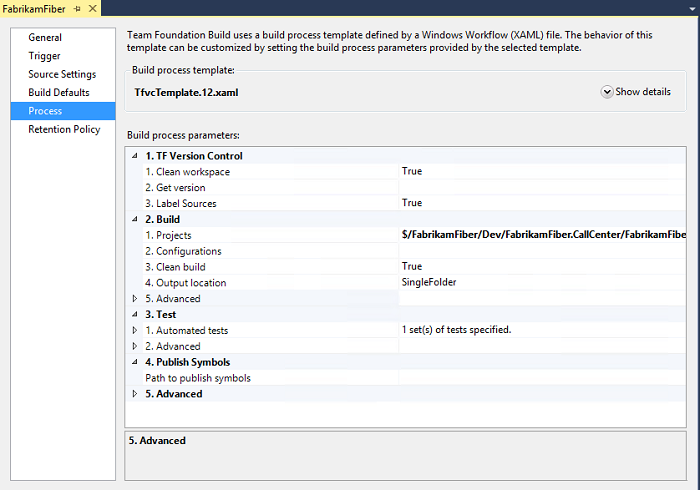 FabrikamFiber
General
Trigger
Source Settings
Build Defaults
Process
Retention Policy
Team Foundation Build uses a build process template defined by a Windows Workflow (XAML) file. The behavior of this
template can be customized by setting the build process parameters provided by the selected template.
Build process template:
TfvcTemplate.12.xaml
Show details
Build process parameters:
1. TF Version Control
1. Clean workspace True
2. Get version
3. Label Sources True
2. Build
1. Projects $/FabrikamFiber/Dev/FabrikamFiber.CallCenter/FabrikamFibe
2. Configurations
3. Clean build True
4. Output location SingleFolder
5. Advanced
3. Test
1. Automated tests 1 set(s) of tests specified.
2. Advanced
4. Publish Symbols
Path to publish symbols
5. Advanced
5. Advanced